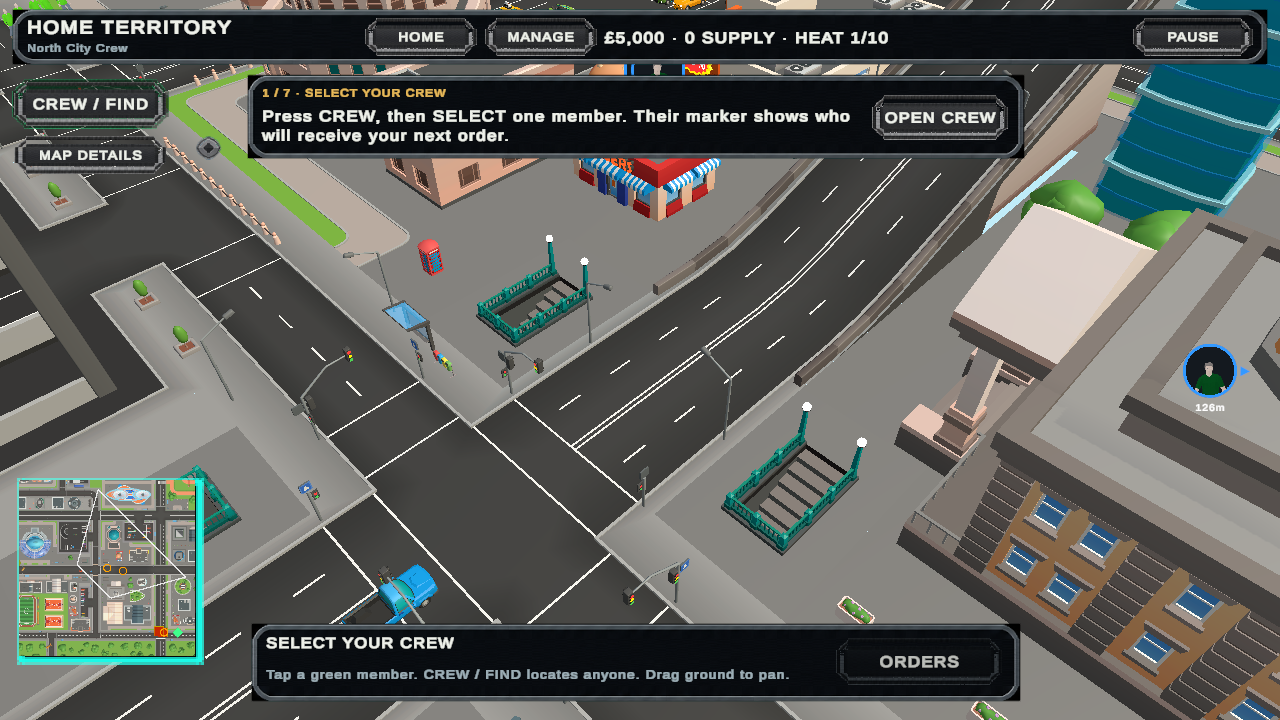 HOME TERRITORY
North City Crew
HOME
MANAGE
£5,000 · 0 SUPPLY · HEAT 1/10
PAUSE
CREW / FIND
MAP DETAILS
1 / 7 · SELECT YOUR CREW
Press CREW, then SELECT one member. Their marker shows who
will receive your next order.
OPEN CREW
126m
SELECT YOUR CREW
Tap a green member. CREW / FIND locates anyone. Drag ground to pan.
ORDERS